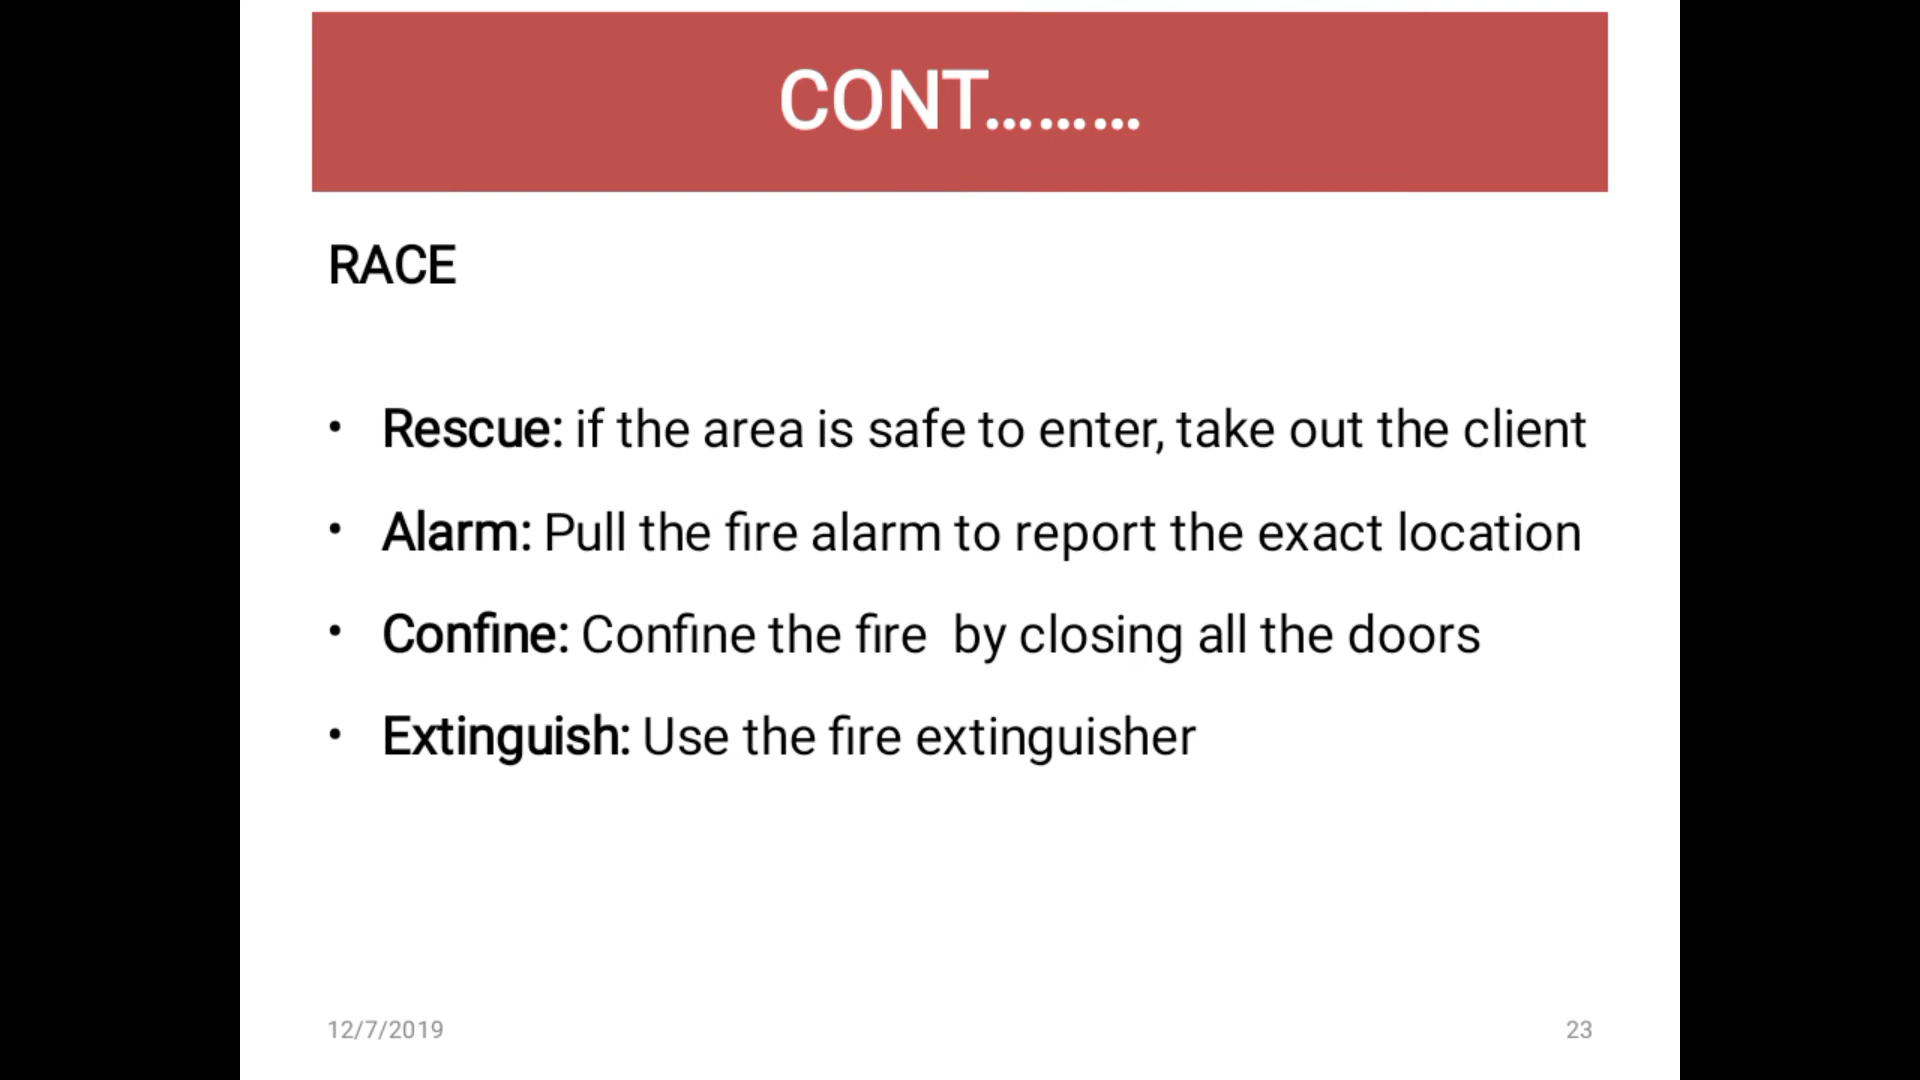 CONT………
RACE
• Rescue: if the area is safe to enter, take out the client
• Alarm: Pull the fire alarm to report the exact location
• Confine: Confine the fire  by closing all the doors
• Extinguish: Use the fire extinguisher
12/7/2019
23